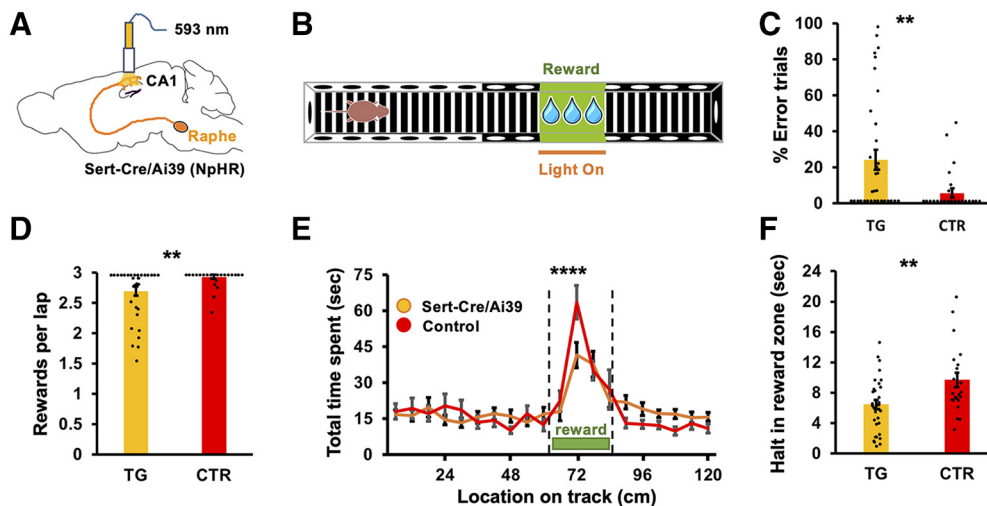 A
593 nm
CA1
Raphe
Sert-Cre/Ai39 (NpHR)
B
Reward
Light On
C
**
% Error trials
100
80
60
40
20
0
TG
CTR
D
**
Rewards per lap
3
2.5
2
1.5
1
0.5
0
TG
CTR
E
****
Total time spent (sec)
75
60
45
30
15
0
Sert-Cre/Ai39
Control
reward
24
48
72
96
120
Location on track (cm)
F
**
Halt in reward zone (sec)
24
20
16
12
8
4
0
TG
CTR